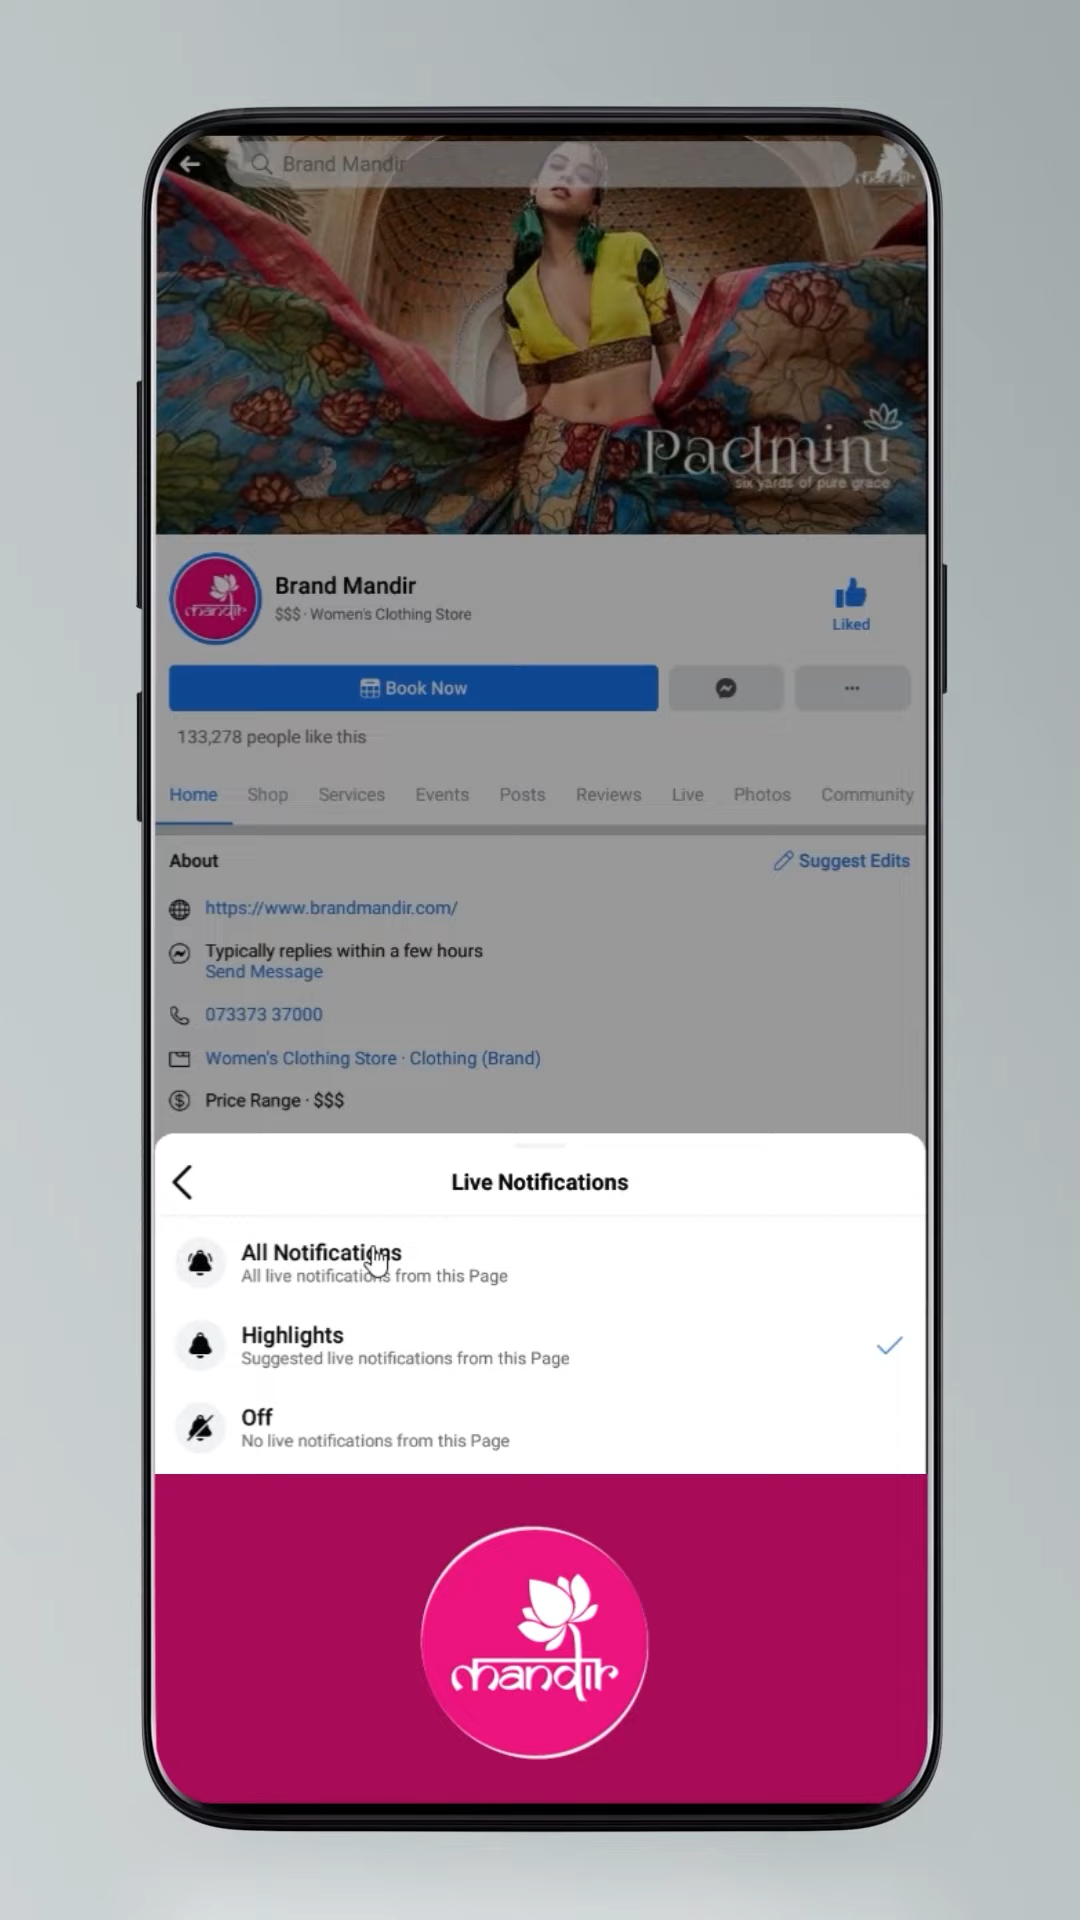 Brand Mandir
mandir
Padmini
six yards of pure grace
mandir
Brand Mandir
$$$ · Women's Clothing Store
Liked
Book Now
133,278 people like this
Home Shop Services Events Posts Reviews Live Photos Community
About
Suggest Edits
https://www.brandmandir.com/
Typically replies within a few hours
Send Message
073373 37000
Women's Clothing Store · Clothing (Brand)
Price Range · $$$
Live Notifications
All Notifications
All live notifications from this Page
Highlights
Suggested live notifications from this Page
Off
No live notifications from this Page
mandir